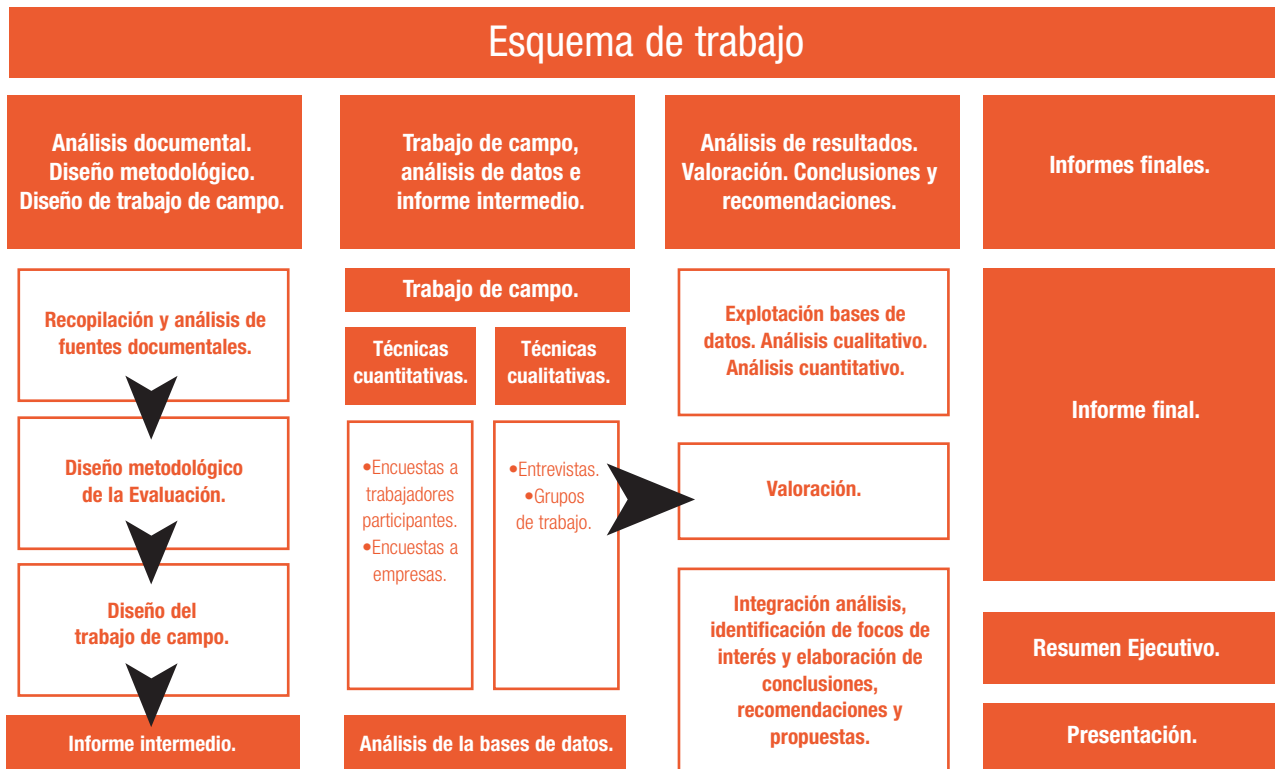 Esquema de trabajo
Análisis documental.
Diseño metodológico.
Diseño de trabajo de campo.
Recopilación y análisis de
fuentes documentales.
Diseño metodológico
de la Evaluación.
Diseño del
trabajo de campo.
Informe intermedio.
Trabajo de campo,
análisis de datos e
informe intermedio.
Trabajo de campo.
Técnicas
cuantitativas.
•Encuestas a
trabajadores
participantes.
•Encuestas a
empresas.
Técnicas
cualitativas.
•Entrevistas.
•Grupos
de trabajo.
Análisis de la bases de datos.
Análisis de resultados.
Valoración. Conclusiones y
recomendaciones.
Explotación bases de
datos. Análisis cualitativo.
Análisis cuantitativo.
Valoración.
Integración análisis,
identificación de focos de
interés y elaboración de
conclusiones,
recomendaciones y
propuestas.
Informes finales.
Informe final.
Resumen Ejecutivo.
Presentación.